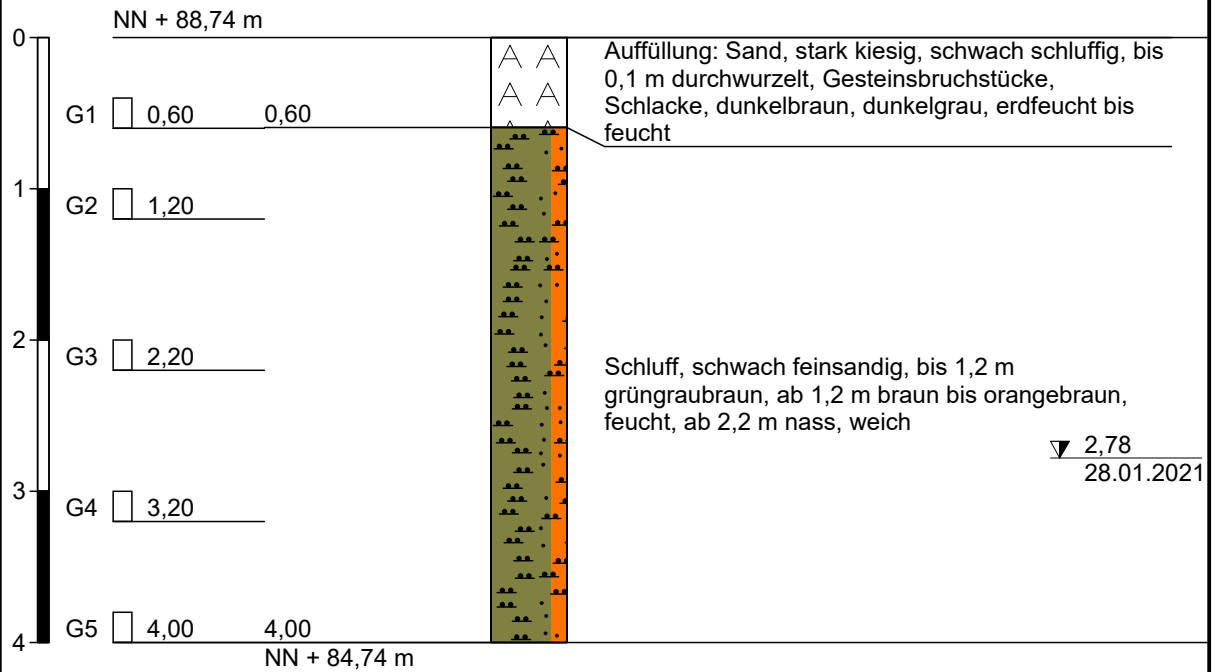 NN + 88,74 m
0
Auffüllung: Sand, stark kiesig, schwach schluffig, bis
0,1 m durchwurzelt, Gesteinsbruchstücke,
Schlacke, dunkelbraun, dunkelgrau, erdfeucht bis
feucht
G1 0,60 0,60
1
G2 1,20
2
G3 2,20
Schluff, schwach feinsandig, bis 1,2 m
grüngraubraun, ab 1,2 m braun bis orangebraun,
feucht, ab 2,2 m nass, weich
2,78
28.01.2021
3
G4 3,20
G5 4,00 4,00
4
NN + 84,74 m